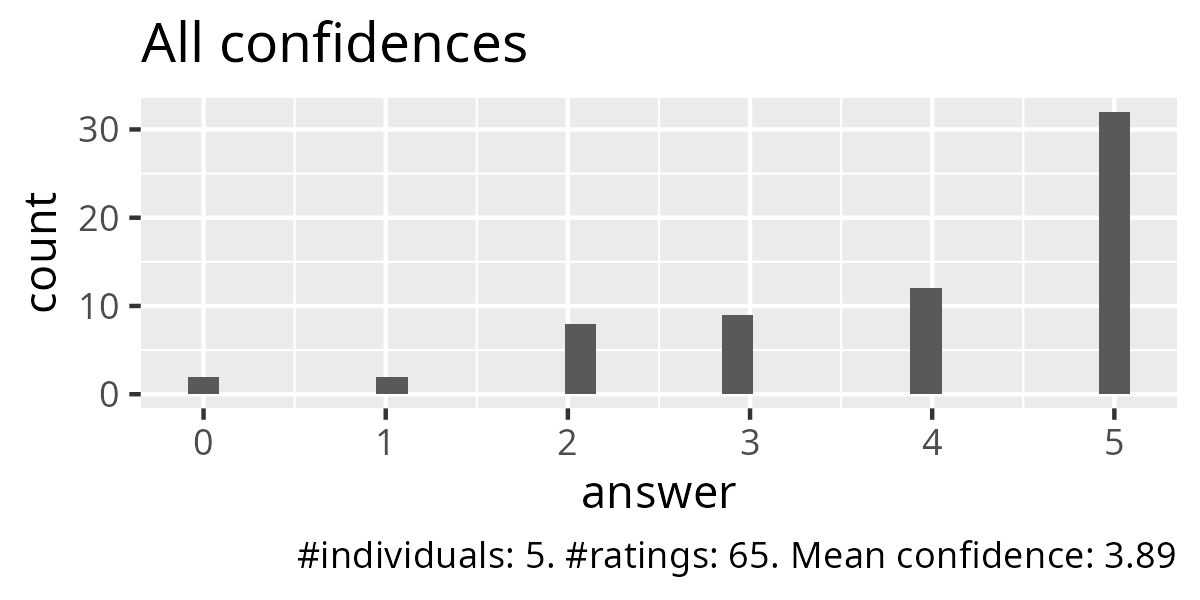 All confidences
count
30
20
10
0
0 1 2 3 4 5
answer
#individuals: 5. #ratings: 65. Mean confidence: 3.89